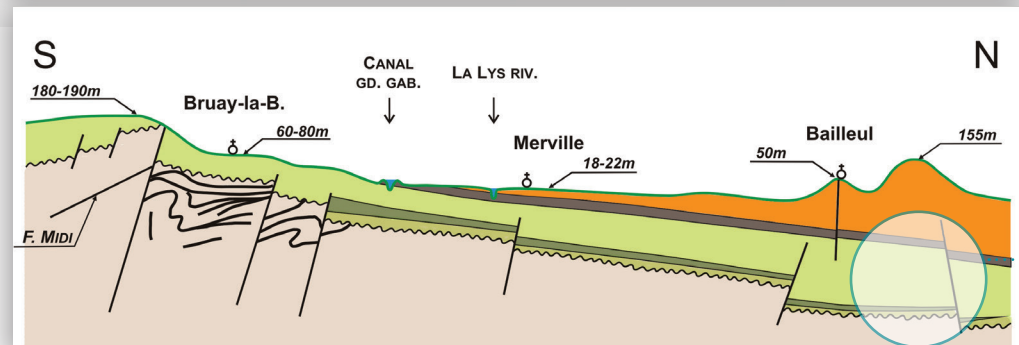 S
N
CANAL
GD. GAB.
LA LYS RIV.
180-190m
Bruay-la-B.
60-80m
Merville
18-22m
Bailleul
50m
155m
F. MIDI